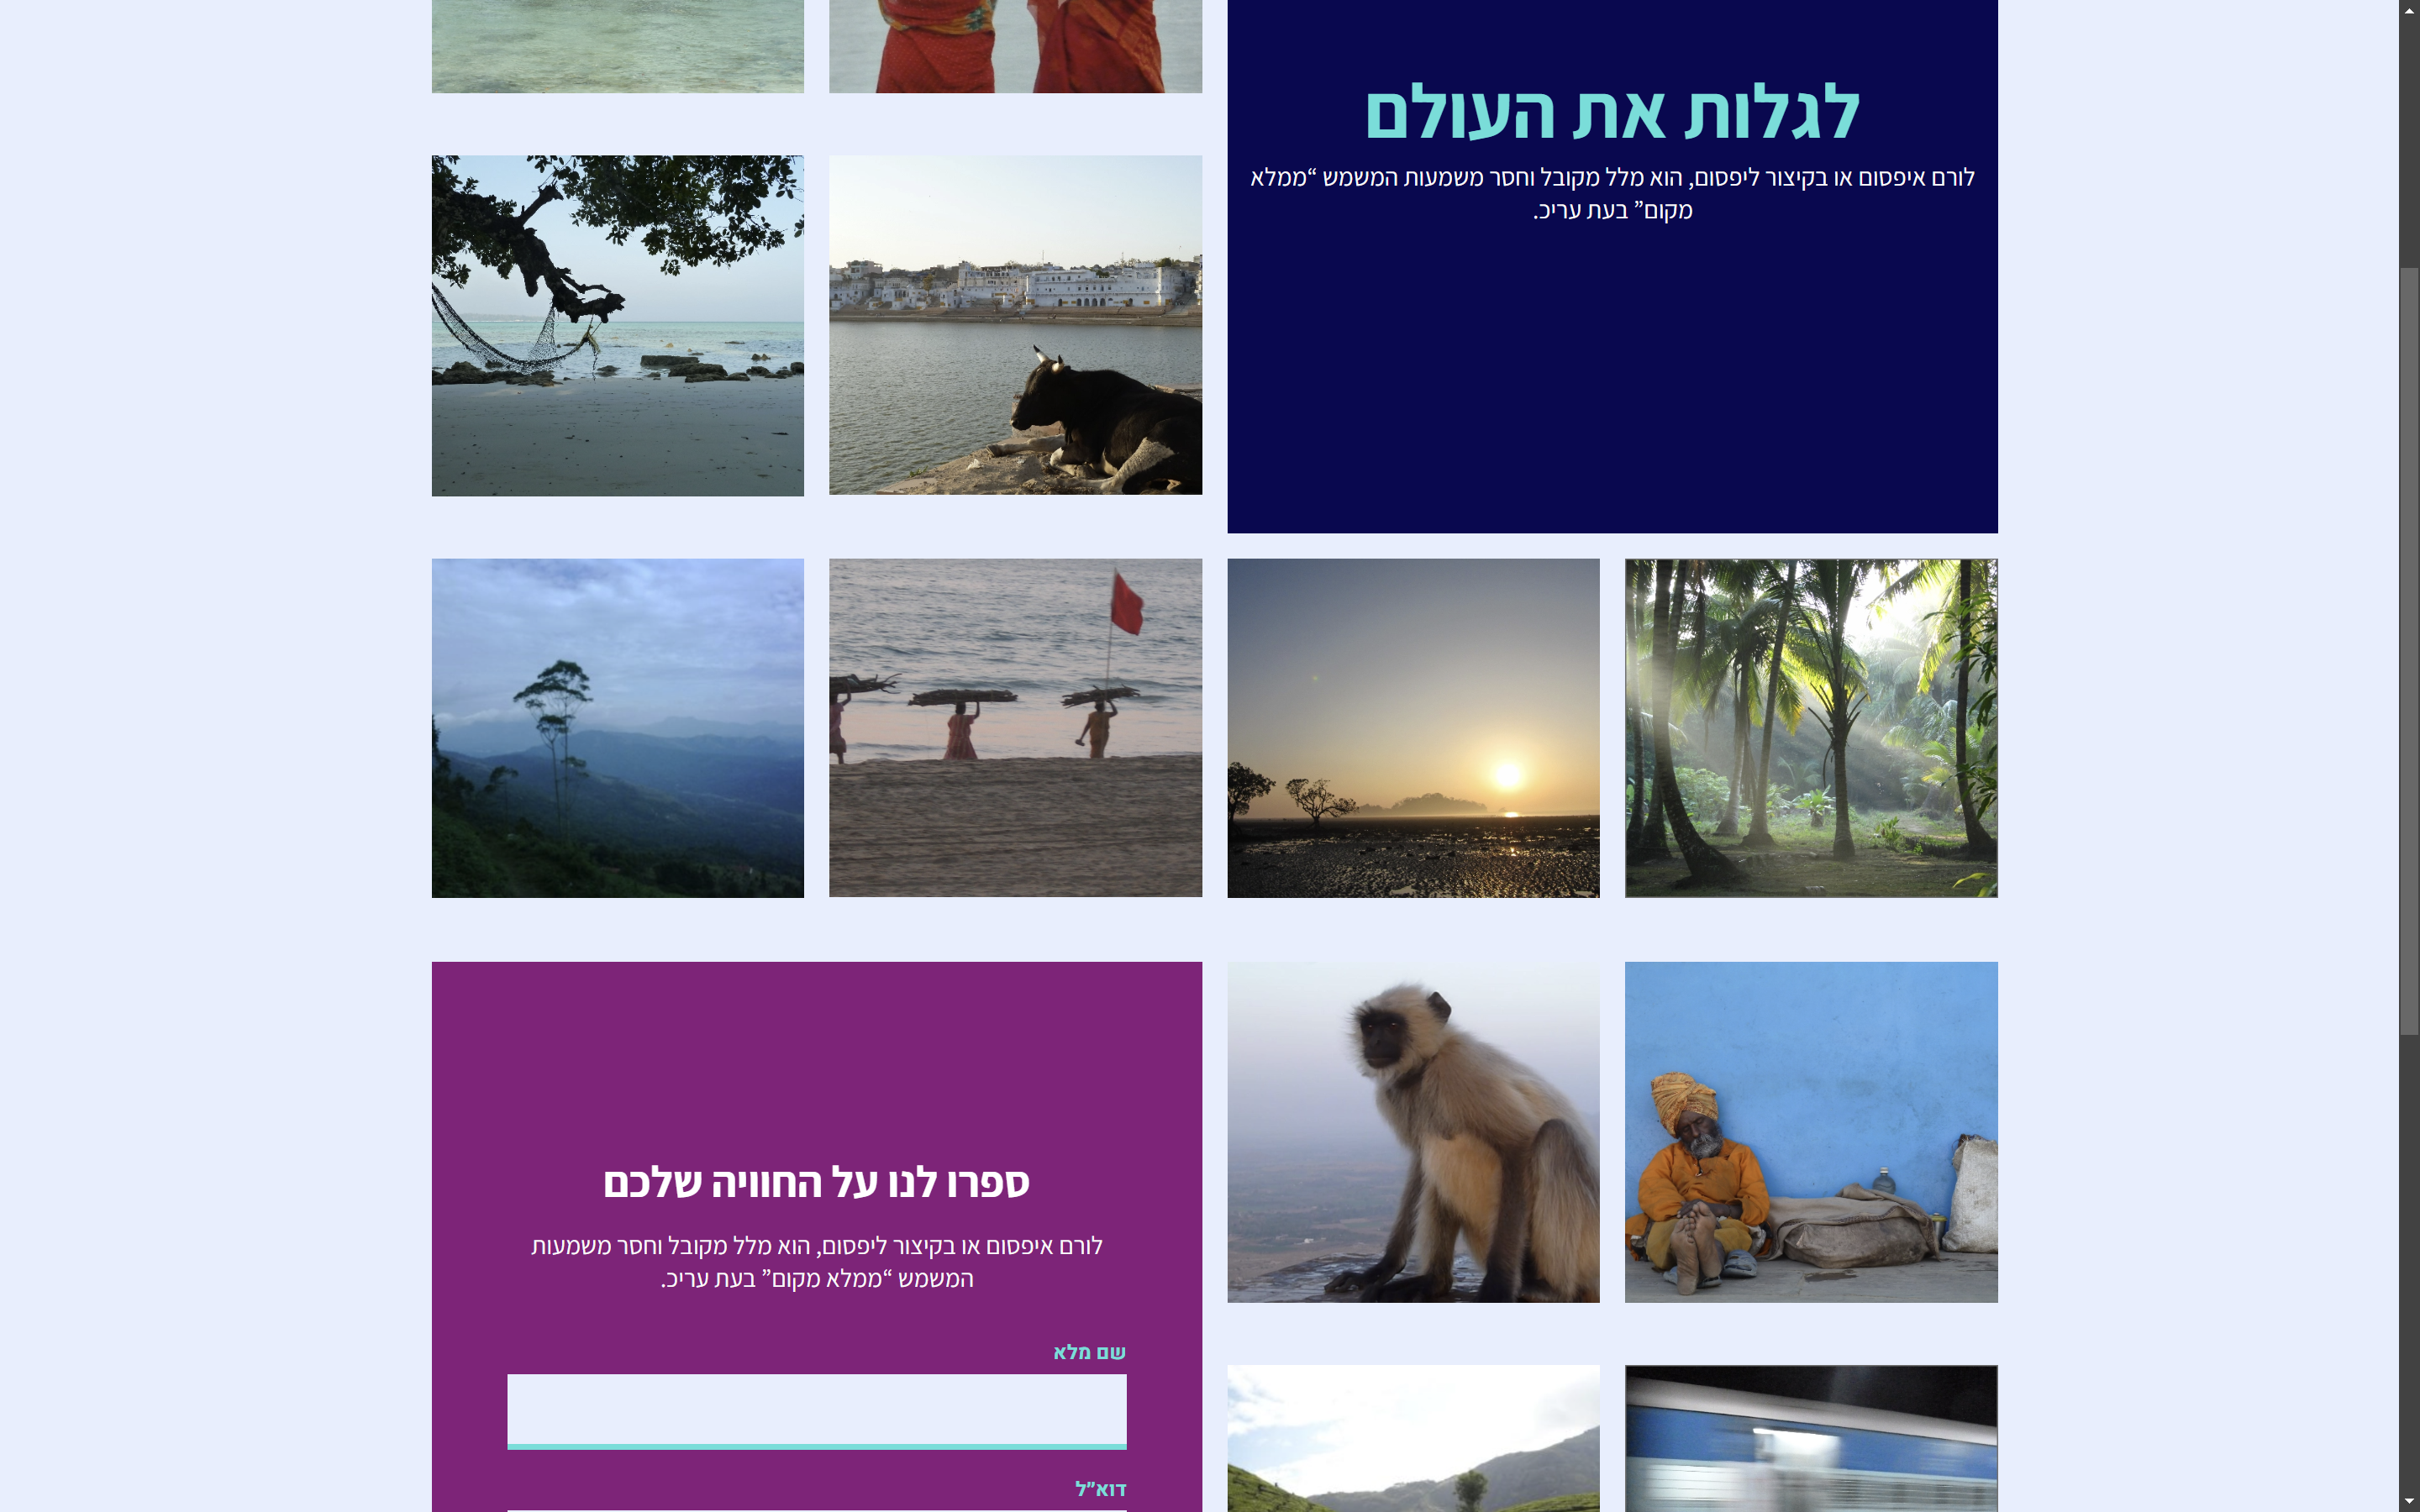 לגלות את העולם
לורם איפסום או בקיצור ליפסום, הוא מלל מקובל וחסר משמעות המשמש “ממלא
מקום” בעת עריכ.
ספרו לנו על החוויה שלכם
לורם איפסום או בקיצור ליפסום, הוא מלל מקובל וחסר משמעות
המשמש “ממלא מקום” בעת עריכ.
שם מלא
דוא״ל